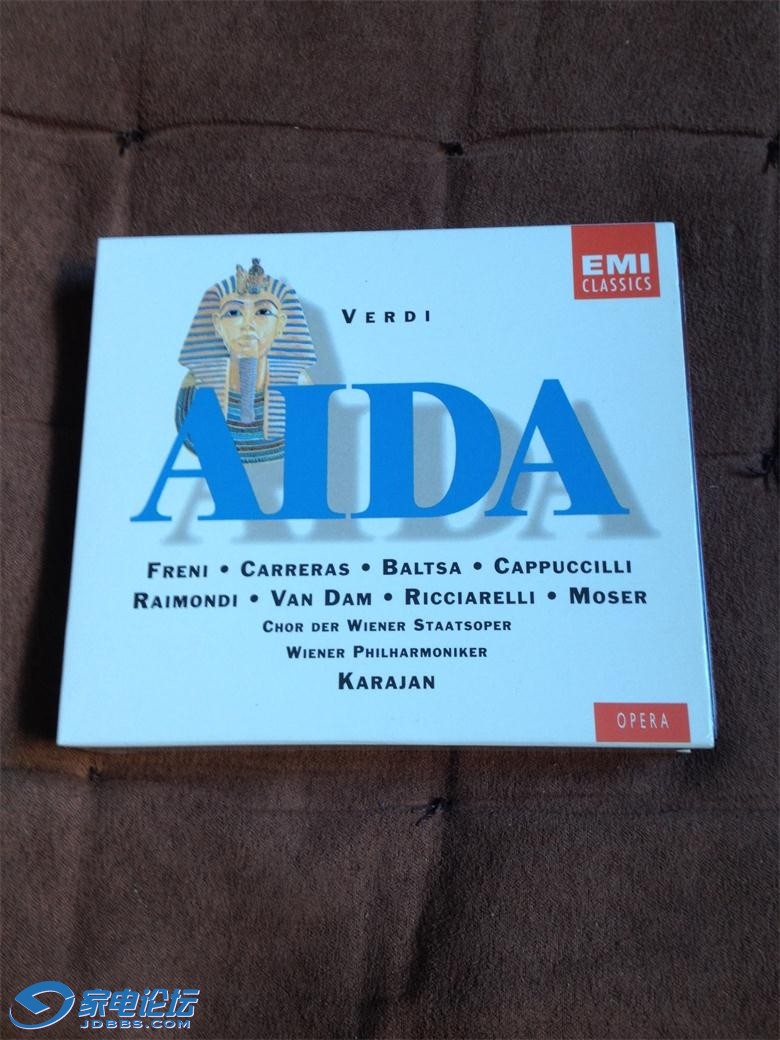 EMI
CLASSICS
VERDI
AIDA
FRENI • CARRERAS • BALTSA • CAPPUCCILLI
RAIMONDI • VAN DAM • RICCIARELLI • MOSER
CHOR DER WIENER STAATSOPER
WIENER PHILHARMONIKER
KARAJAN
OPERA
家电论坛
JDBBS.COM